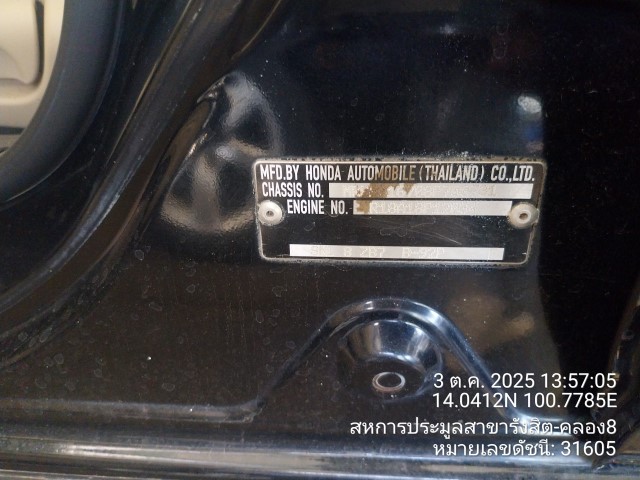 MFD.BY HONDA AUTOMOBILE (THAILAND) CO.,LTD.
CHASSIS NO.
ENGINE NO.
3 ต.ค. 2025 13:57:05
14.0412N 100.7785E
สหการประมูลสาขารังสิต-คลอง8
หมายเลขดัชนี: 31605